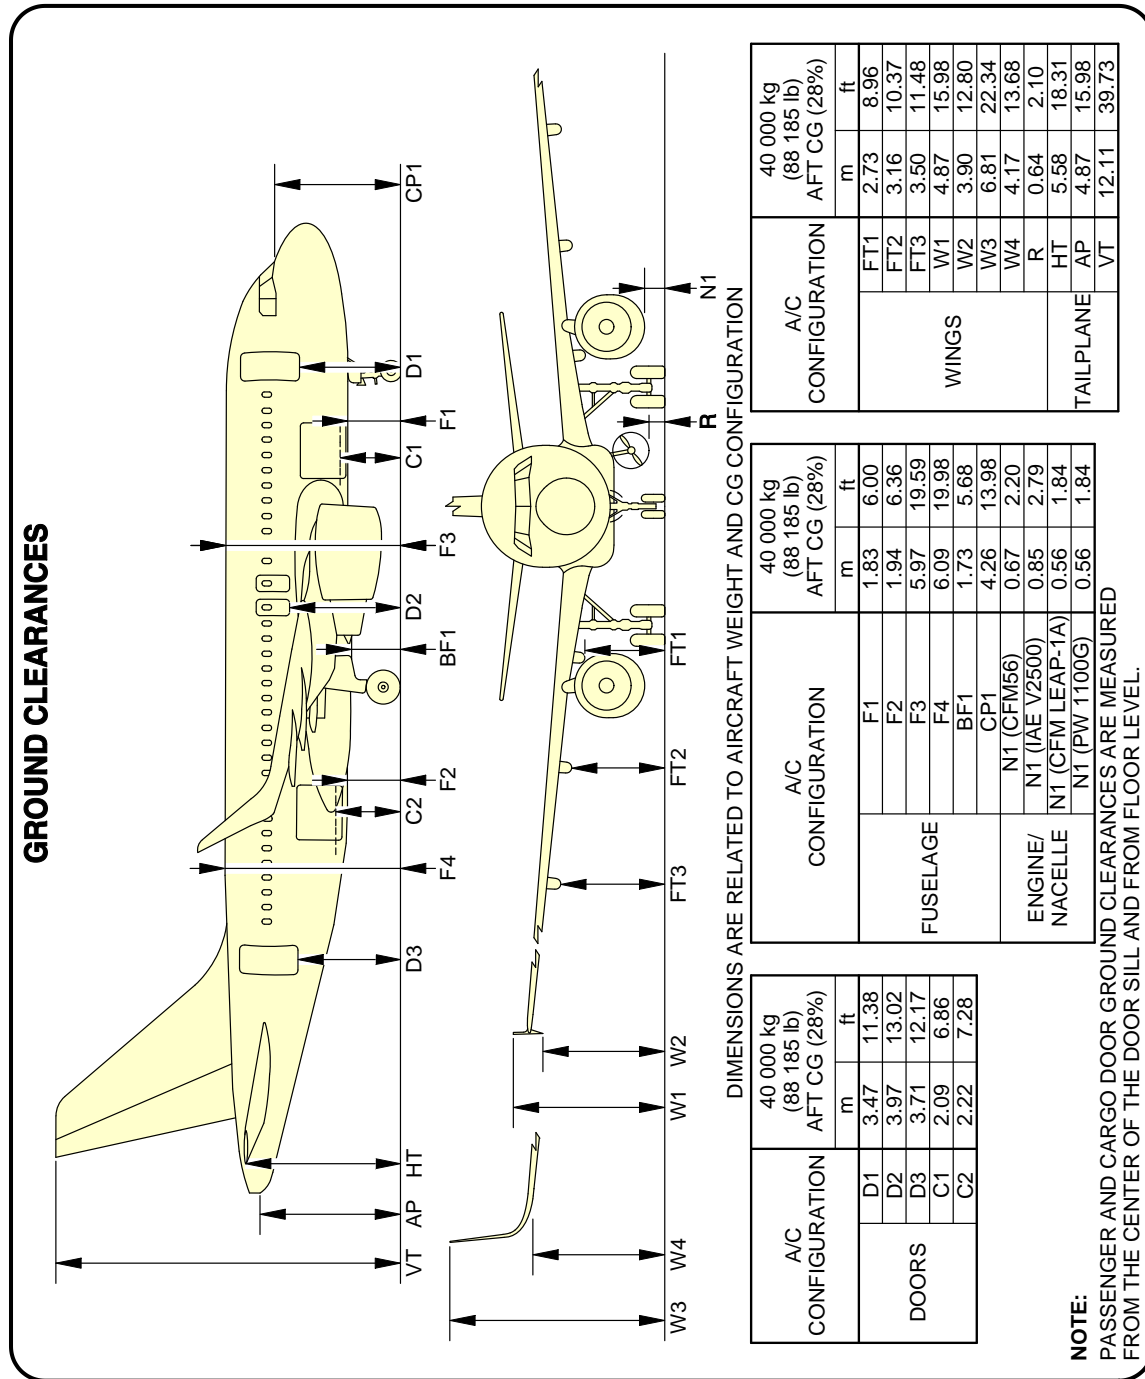 GROUND CLEARANCES
VT
AP
HT
D3
F4
C2
F2
BF1
D2
F3
C1
F1
D1
CP1
W3
W4
W1
W2
FT3
FT2
FT1
R
N1
DIMENSIONS ARE RELATED TO AIRCRAFT WEIGHT AND CG CONFIGURATION
A/C CONFIGURATION
40 000 kg
(88 185 lb)
AFT CG (28%)
m ft
DOORS
D1 3.47 11.38
D2 3.97 13.02
D3 3.71 12.17
C1 2.09 6.86
C2 2.22 7.28
A/C CONFIGURATION
40 000 kg
(88 185 lb)
AFT CG (28%)
m ft
FUSELAGE
F1 1.83 6.00
F2 1.94 6.36
F3 5.97 19.59
F4 6.09 19.98
BF1 1.73 5.68
CP1 4.26 13.98
ENGINE/
NACELLE
N1 (CFM56) 0.67 2.20
N1 (IAE V2500) 0.85 2.79
N1 (CFM LEAP-1A) 0.56 1.84
N1 (PW 1100G) 0.56 1.84
A/C
CONFIGURATION
40 000 kg
(88 185 lb)
AFT CG (28%)
m ft
WINGS
FT1 2.73 8.96
FT2 3.16 10.37
FT3 3.50 11.48
W1 4.87 15.98
W2 3.90 12.80
W3 6.81 22.34
W4 4.17 13.68
R 0.64 2.10
TAILPLANE
HT 5.58 18.31
AP 4.87 15.98
VT 12.11 39.73
NOTE:
PASSENGER AND CARGO DOOR GROUND CLEARANCES ARE MEASURED
FROM THE CENTER OF THE DOOR SILL AND FROM FLOOR LEVEL.